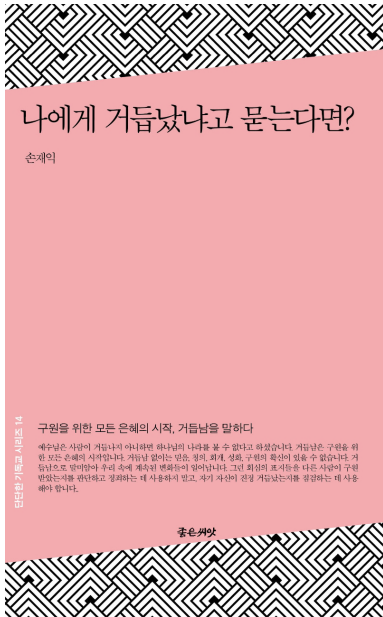 나에게 거듭났냐고 묻는다면?
손재익
단단한 기독교 시리즈 14
구원을 위한 모든 은혜의 시작, 거듭남을 말하다
예수님은 사람이 거듭나지 아니하면 하나님의 나라를 볼 수 없다고 하셨습니다. 거듭남은 구원을 위
한 모든 은혜의 시작입니다. 거듭남 없이는 믿음, 칭의, 회개, 성화, 구원의 확신이 있을 수 없습니다. 거
듭남으로 말미암아 우리 속에 계속된 변화들이 일어납니다. 그런 회심의 표지들을 다른 사람이 구원
받았는지를 판단하고 정죄하는 데 사용하지 말고, 자기 자신이 진정 거듭났는지를 점검하는 데 사용
해야 합니다.
좋은씨앗